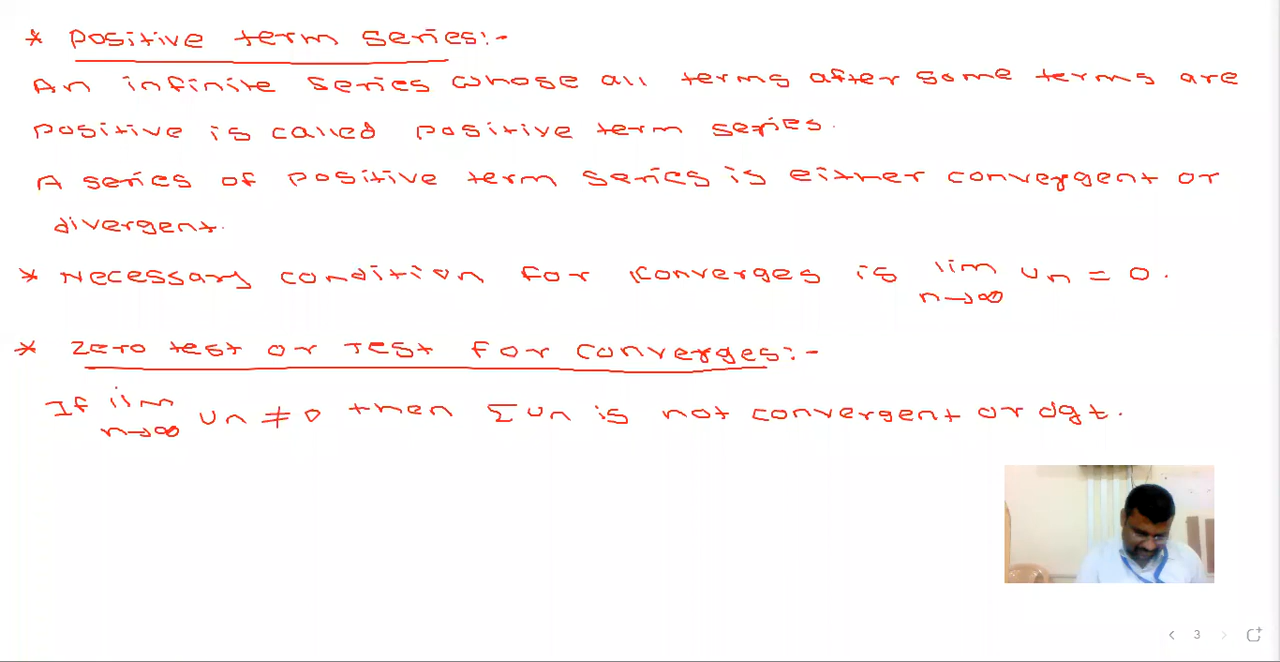 * Positive term series:-
An infinite series whose all terms after some terms are
positive is called positive term series.
A series of positive term series is either convergent or
divergent.
* Necessary condition for converges is lim n→∞ un = 0.
* Zero test or Test for converges:-
If lim n→∞ un ≠ 0 then Σun is not convergent or dgt.
3